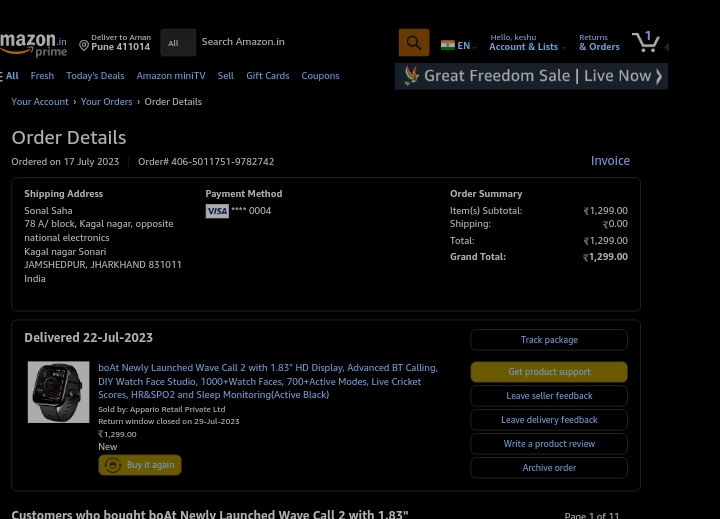 amazon.in
prime
Deliver to Aman
Pune 411014
All
Search Amazon.in
EN
Hello, keshu
Account & Lists
Returns
& Orders
1
All Fresh Today's Deals Amazon miniTV Sell Gift Cards Coupons
Great Freedom Sale | Live Now ❭
Your Account › Your Orders › Order Details
Order Details
Ordered on 17 July 2023 | Order# 406-5011751-9782742
Invoice
Shipping Address
Sonal Saha
78 A/ block, Kagal nagar, opposite
national electronics
Kagal nagar Sonari
JAMSHEDPUR, JHARKHAND 831011
India
Payment Method
VISA **** 0004
Order Summary
Item(s) Subtotal: ₹1,299.00
Shipping: ₹0.00
Total: ₹1,299.00
Grand Total: ₹1,299.00
Delivered 22-Jul-2023
boAt Newly Launched Wave Call 2 with 1.83" HD Display, Advanced BT Calling,
DIY Watch Face Studio, 1000+Watch Faces, 700+Active Modes, Live Cricket
Scores, HR&SPO2 and Sleep Monitoring(Active Black)
Sold by: Appario Retail Private Ltd
Return window closed on 29-Jul-2023
₹1,299.00
New
Buy it again
Track package
Get product support
Leave seller feedback
Leave delivery feedback
Write a product review
Archive order
Customers who bought boAt Newly Launched Wave Call 2 with 1.83"
Page 1 of 11